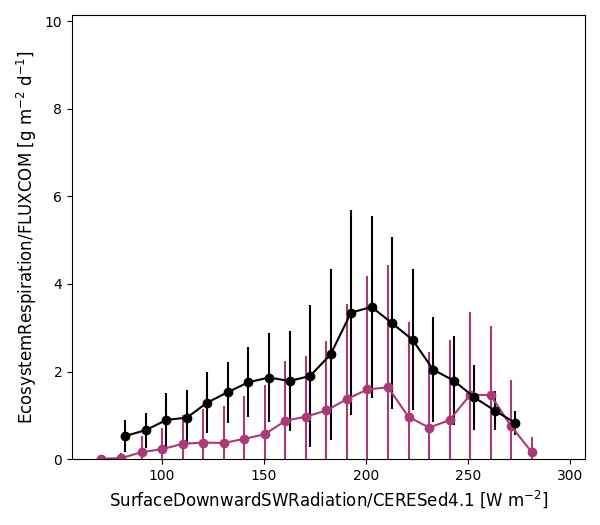 10
8
6
4
2
0
EcosystemRespiration/FLUXCOM [g m⁻² d⁻¹]
100 150 200 250 300
SurfaceDownwardSWRadiation/CERESed4.1 [W m⁻²]